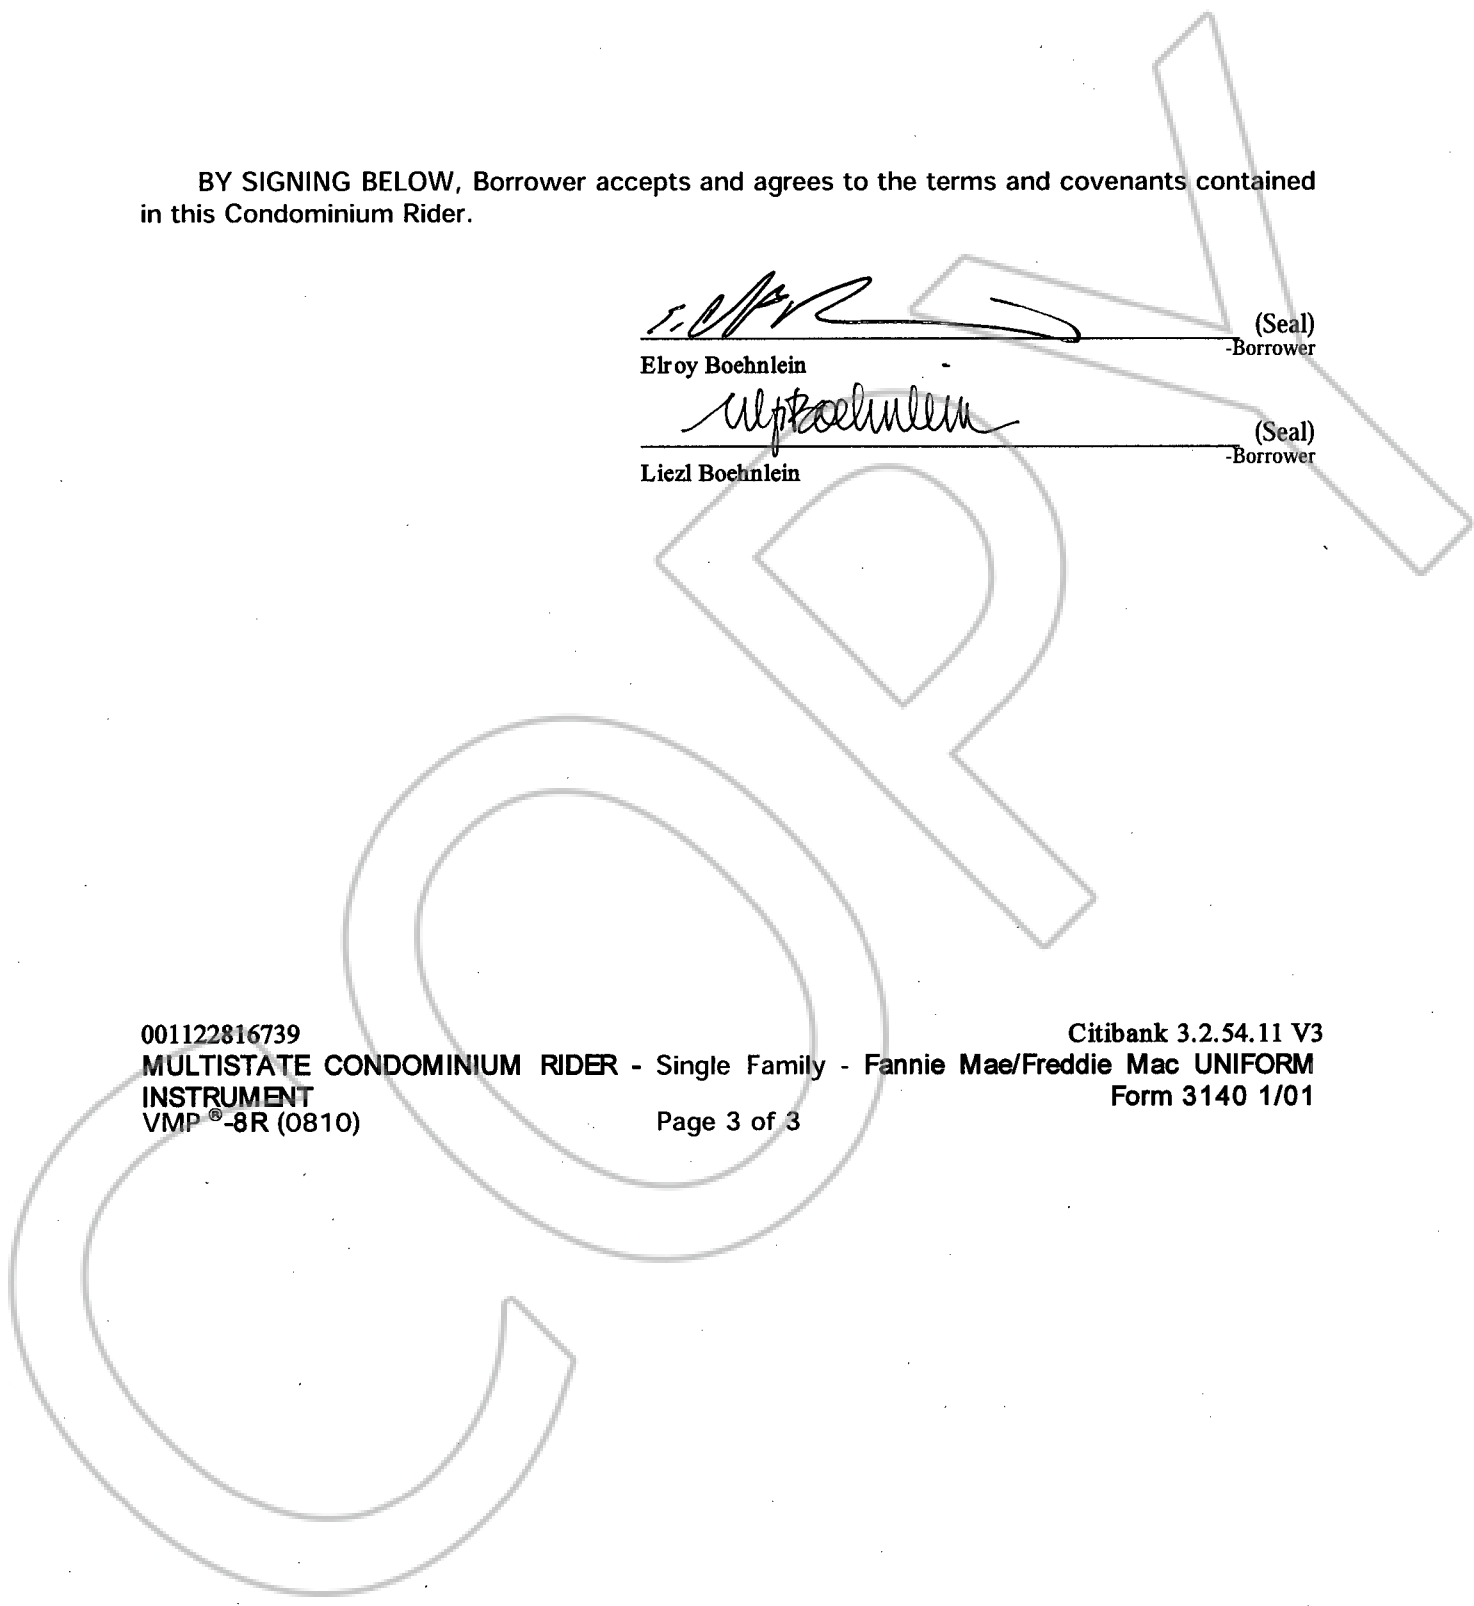 BY SIGNING BELOW, Borrower accepts and agrees to the terms and covenants contained
in this Condominium Rider.
(Seal)
-Borrower
Elroy Boehnlein
Boehnlein
(Seal)
-Borrower
Liezl Boehnlein
001122816739 Citibank 3.2.54.11 V3
MULTISTATE CONDOMINIUM RIDER - Single Family - Fannie Mae/Freddie Mac UNIFORM
INSTRUMENT Form 3140 1/01
VMP ®-8R (0810) Page 3 of 3
COPY